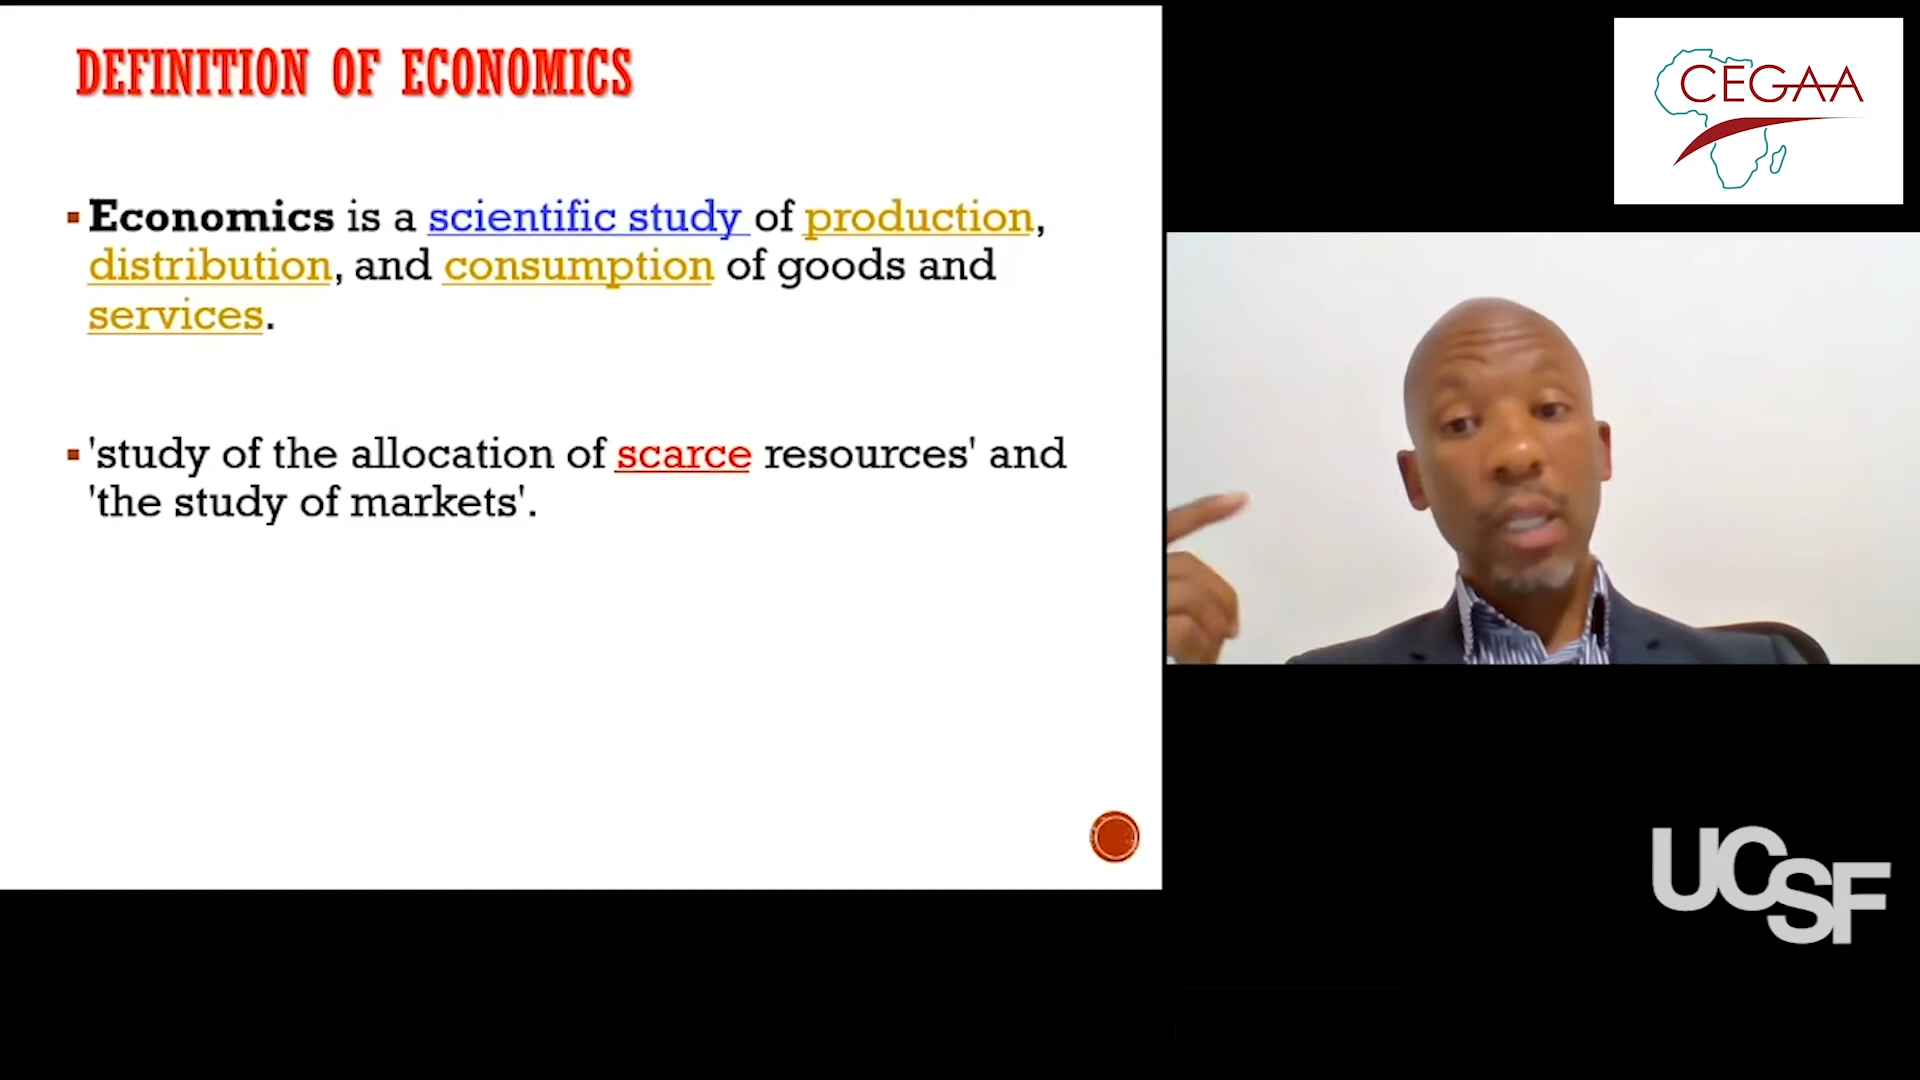 DEFINITION OF ECONOMICS
Economics is a scientific study of production,
distribution, and consumption of goods and
services.
'study of the allocation of scarce resources' and
'the study of markets'.
CEGAA
UCSF